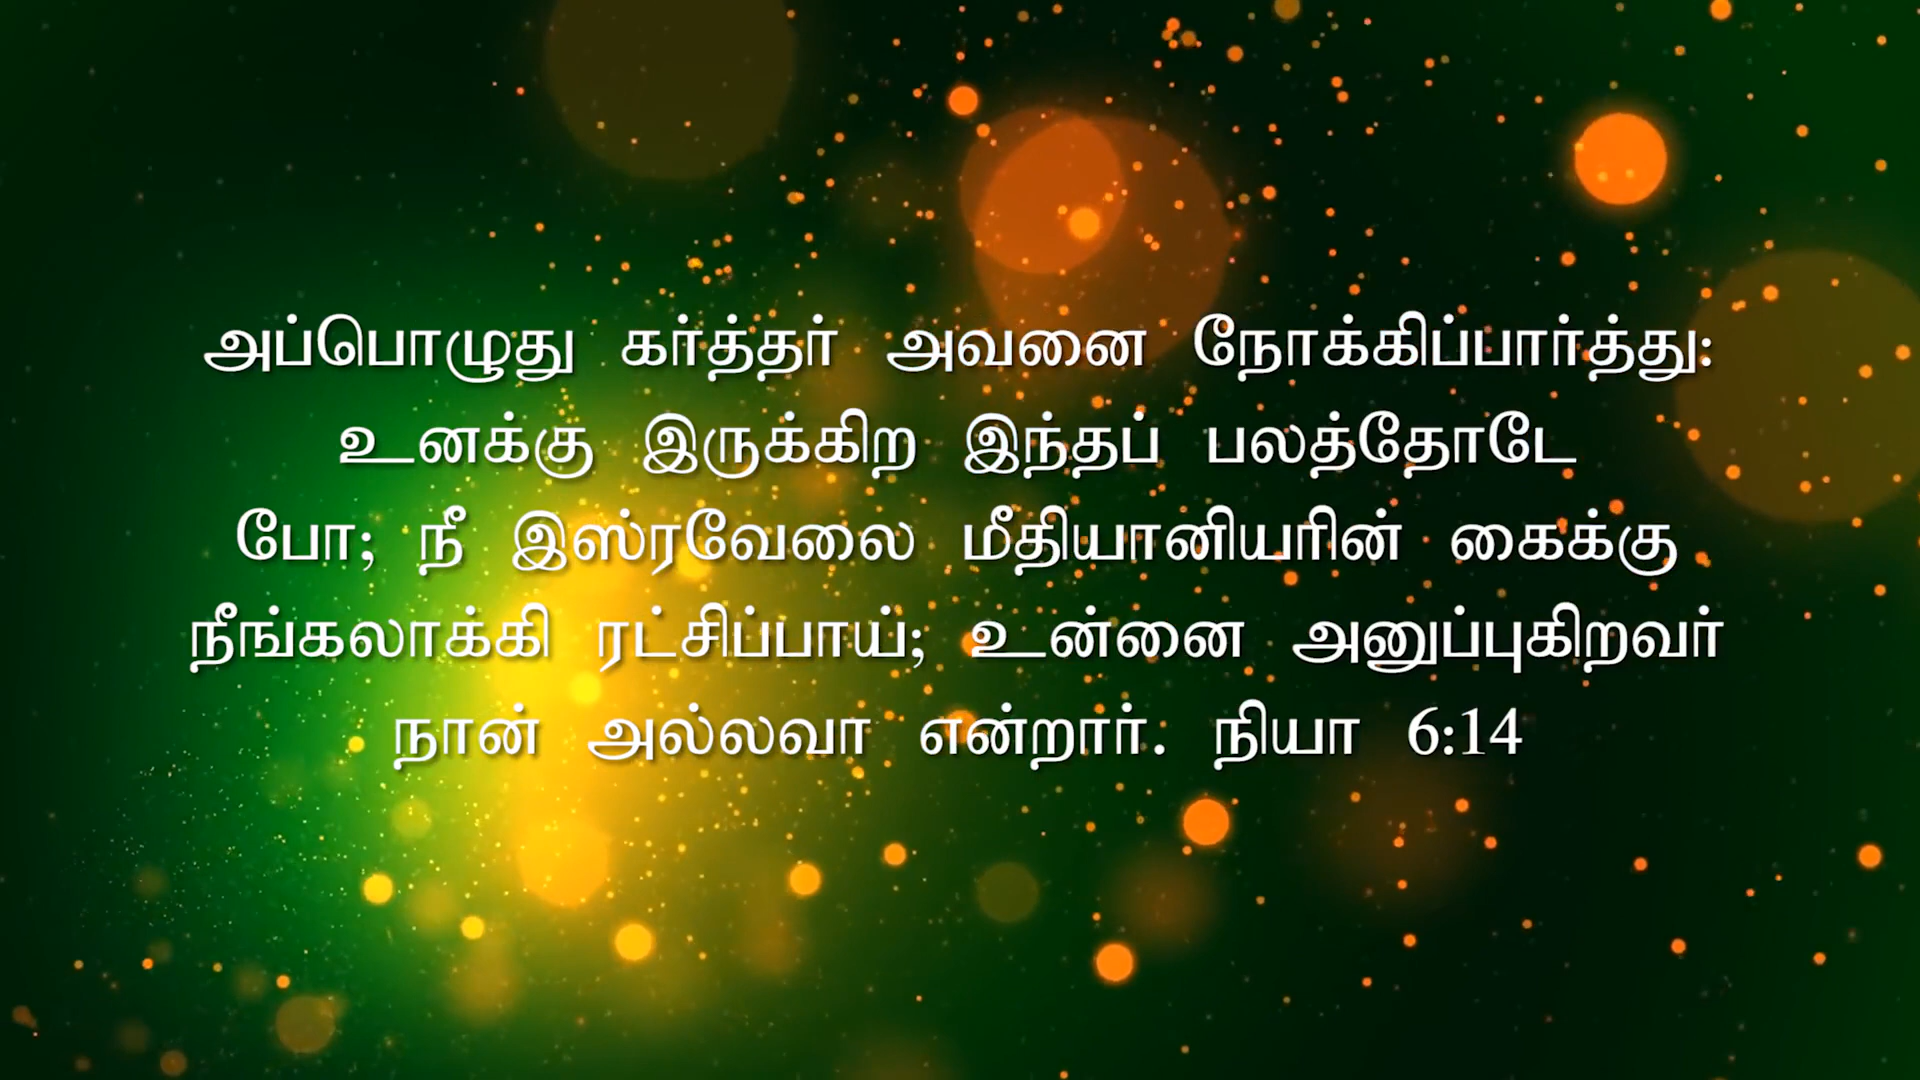 அப்பொழுது கர்த்தர் அவனை நோக்கிப்பார்த்து:
உனக்கு இருக்கிற இந்தப் பலத்தோடே
போ; நீ இஸ்ரவேலை மீதியானியரின் கைக்கு
நீங்கலாக்கி ரட்சிப்பாய்; உன்னை அனுப்புகிறவர்
நான் அல்லவா என்றார். நியா 6:14